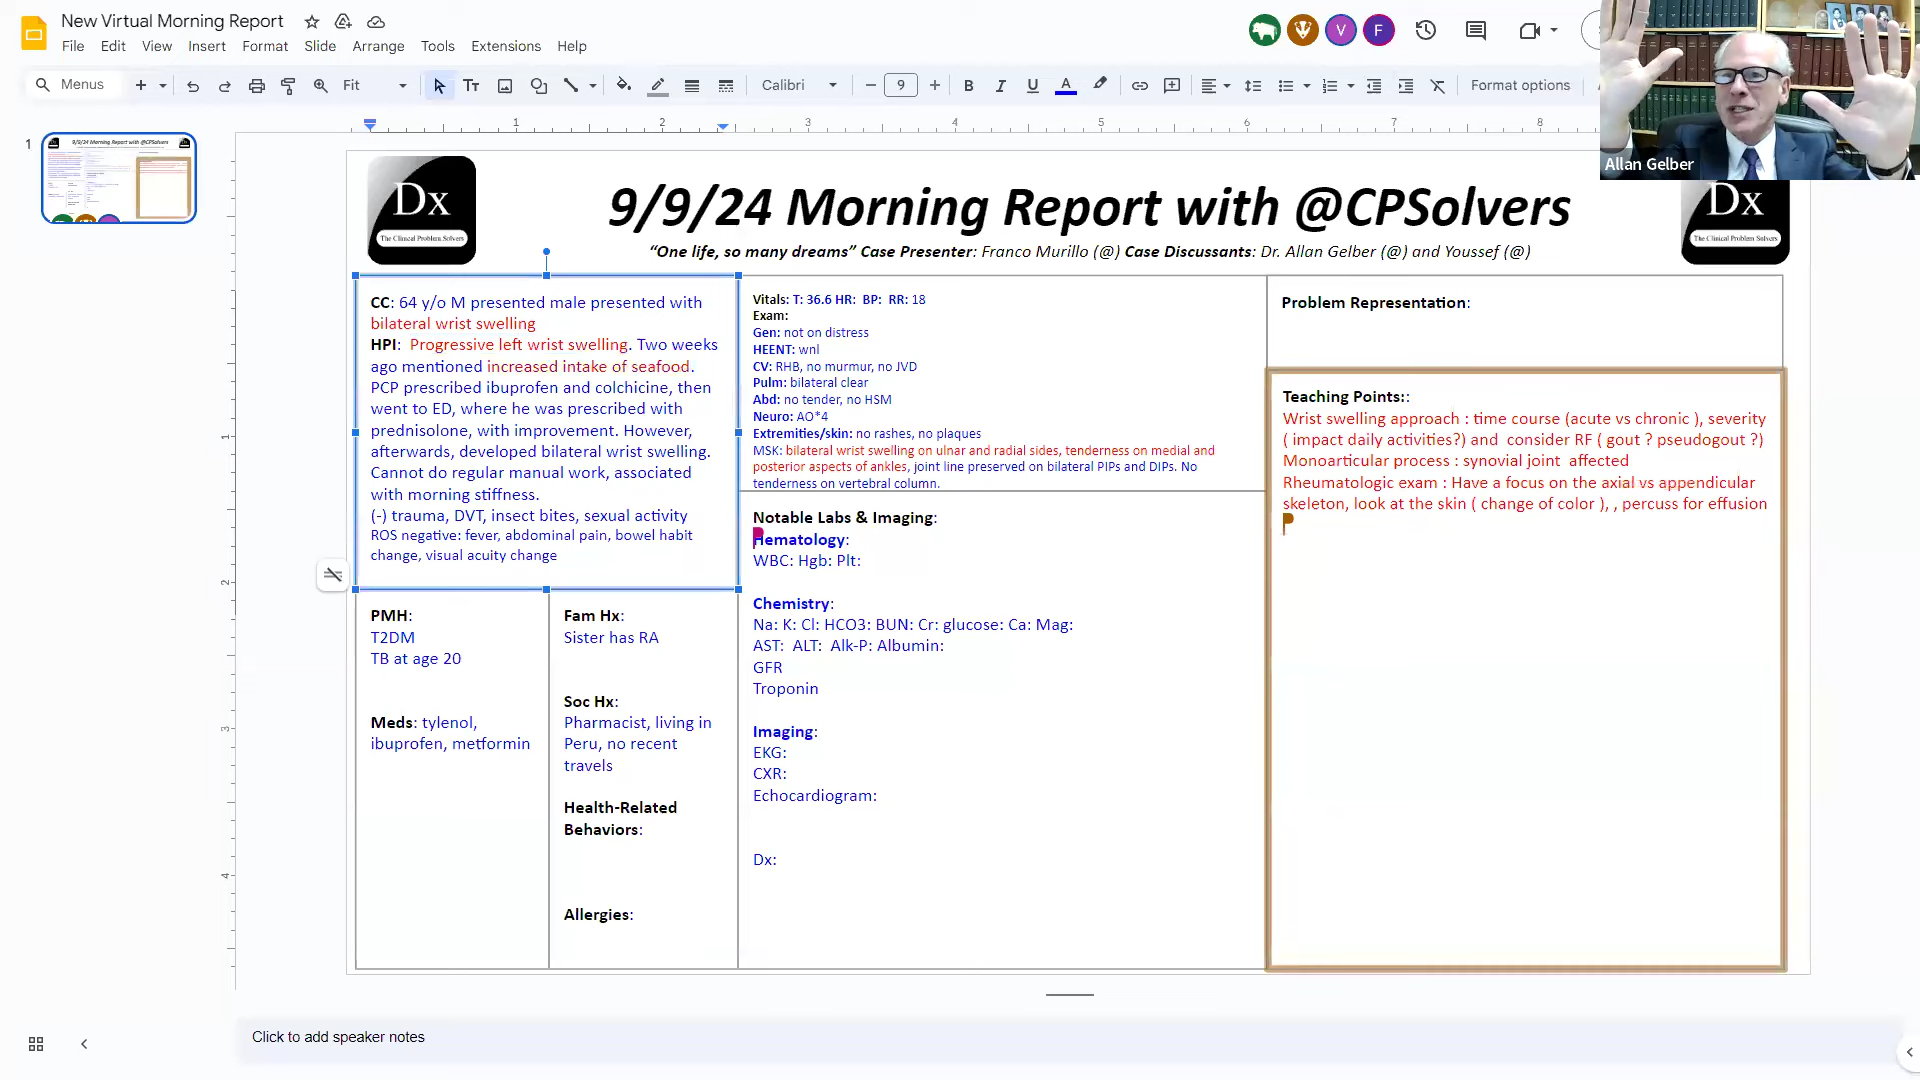 New Virtual Morning Report
File Edit View Insert Format Slide Arrange Tools Extensions Help
V F
Menus Fit Calibri 9 B I U A Format options
Allan Gelber
1
1 2 3 4 5 6 7 8
1
2
3
4
Dx
The Clinical Problem Solvers
9/9/24 Morning Report with @CPSolvers
“One life, so many dreams” Case Presenter: Franco Murillo (@) Case Discussants: Dr. Allan Gelber (@) and Youssef (@)
Dx
The Clinical Problem Solvers
CC: 64 y/o M presented male presented with
bilateral wrist swelling
HPI: Progressive left wrist swelling. Two weeks
ago mentioned increased intake of seafood.
PCP prescribed ibuprofen and colchicine, then
went to ED, where he was prescribed with
prednisolone, with improvement. However,
afterwards, developed bilateral wrist swelling.
Cannot do regular manual work, associated
with morning stiffness.
(-) trauma, DVT, insect bites, sexual activity
ROS negative: fever, abdominal pain, bowel habit
change, visual acuity change
PMH:
T2DM
TB at age 20
Meds: tylenol,
ibuprofen, metformin
Fam Hx:
Sister has RA
Soc Hx:
Pharmacist, living in
Peru, no recent
travels
Health-Related
Behaviors:
Allergies:
Vitals: T: 36.6 HR: BP: RR: 18
Exam:
Gen: not on distress
HEENT: wnl
CV: RHB, no murmur, no JVD
Pulm: bilateral clear
Abd: no tender, no HSM
Neuro: AO*4
Extremities/skin: no rashes, no plaques
MSK: bilateral wrist swelling on ulnar and radial sides, tenderness on medial and
posterior aspects of ankles, joint line preserved on bilateral PIPs and DIPs. No
tenderness on vertebral column.
Notable Labs & Imaging:
Hematology:
WBC: Hgb: Plt:
Chemistry:
Na: K: Cl: HCO3: BUN: Cr: glucose: Ca: Mag:
AST: ALT: Alk-P: Albumin:
GFR
Troponin
Imaging:
EKG:
CXR:
Echocardiogram:
Dx:
Problem Representation:
Teaching Points::
Wrist swelling approach : time course (acute vs chronic ), severity
( impact daily activities?) and consider RF ( gout ? pseudogout ?)
Monoarticular process : synovial joint affected
Rheumatologic exam : Have a focus on the axial vs appendicular
skeleton, look at the skin ( change of color ), , percuss for effusion
Click to add speaker notes